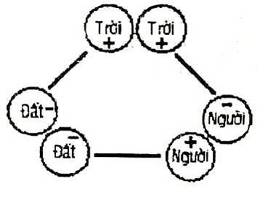 Trời Trời
+ +
Đất - - Người
- +
Đất Người